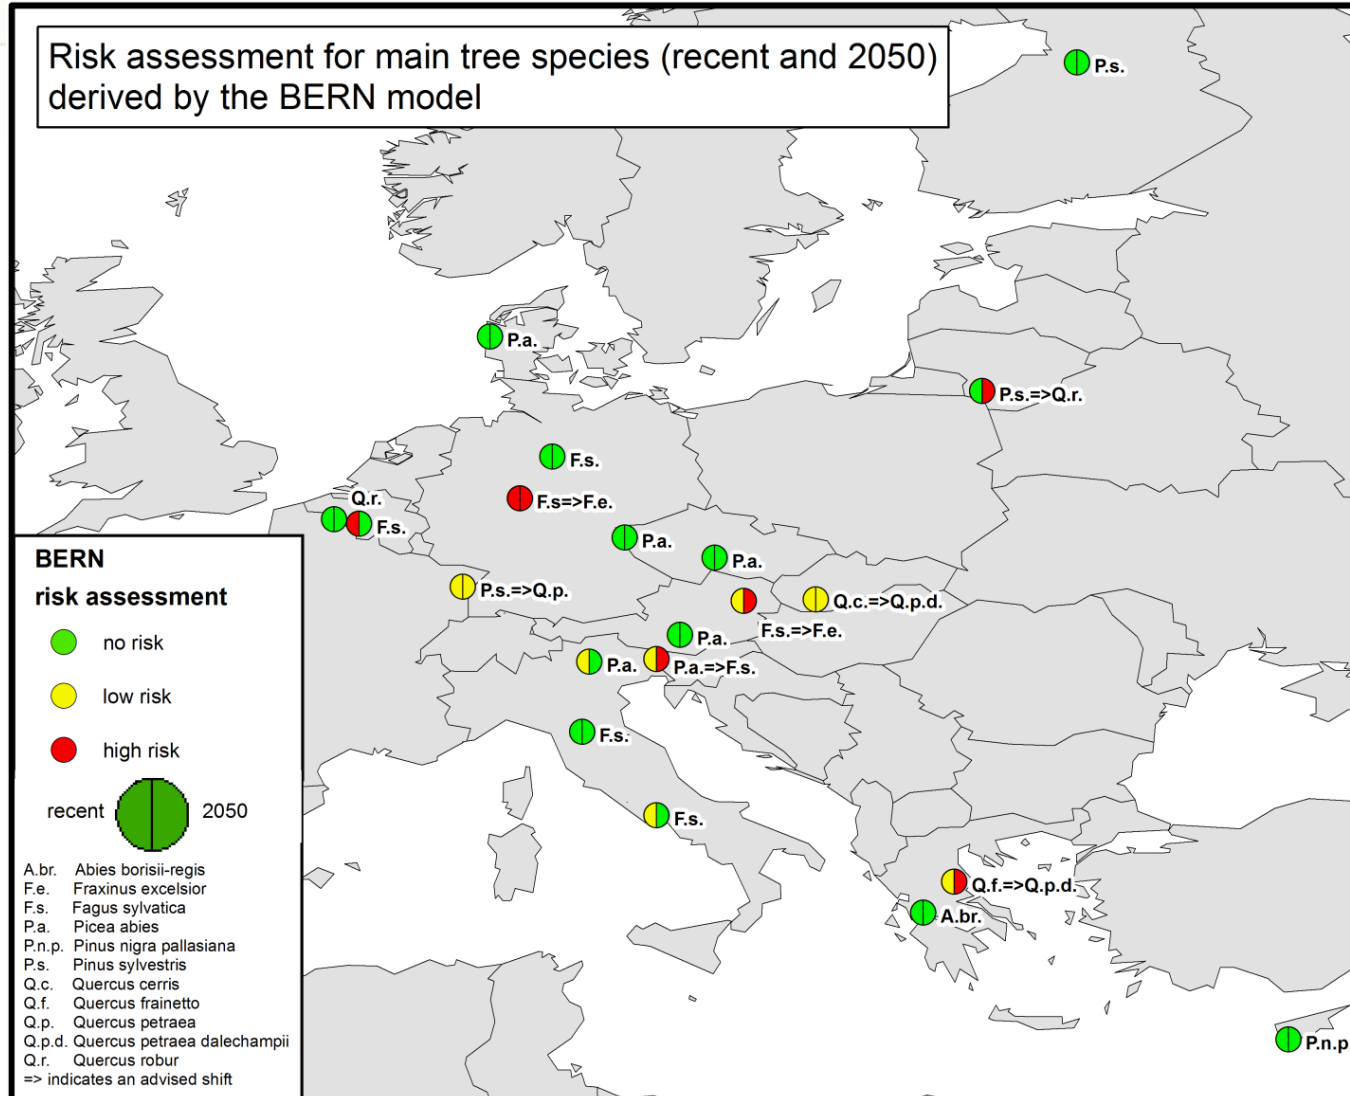 Risk assessment for main tree species (recent and 2050)
derived by the BERN model
P.s.
P.a.
P.s.=>Q.r.
F.s.
F.s=>F.e.
Q.r.
F.s.
P.a.
P.a.
P.s.=>Q.p.
Q.c.=>Q.p.d.
F.s.=>F.e.
P.a.
P.a.
P.a.=>F.s.
F.s.
F.s.
Q.f.=>Q.p.d.
A.br.
P.n.p.
BERN
risk assessment
no risk
low risk
high risk
recent 2050
A.br. Abies borisii-regis
F.e. Fraxinus excelsior
F.s. Fagus sylvatica
P.a. Picea abies
P.n.p. Pinus nigra pallasiana
P.s. Pinus sylvestris
Q.c. Quercus cerris
Q.f. Quercus frainetto
Q.p. Quercus petraea
Q.p.d. Quercus petraea dalechampii
Q.r. Quercus robur
=> indicates an advised shift